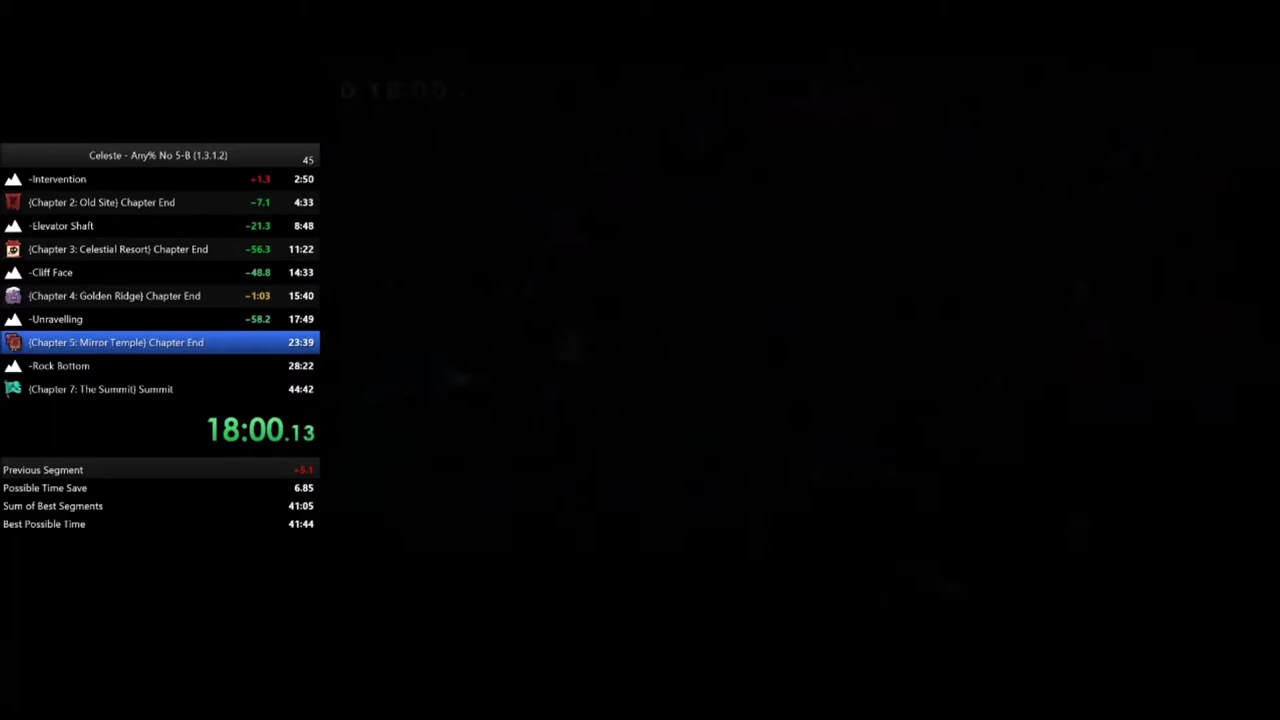 Celeste - Any% No 5-B (1.3.1.2) 45
-Intervention +1.3 2:50
{Chapter 2: Old Site} Chapter End −7.1 4:33
-Elevator Shaft −21.3 8:48
{Chapter 3: Celestial Resort} Chapter End −56.3 11:22
-Cliff Face −48.8 14:33
{Chapter 4: Golden Ridge} Chapter End −1:03 15:40
-Unravelling −58.2 17:49
{Chapter 5: Mirror Temple} Chapter End 23:39
-Rock Bottom 28:22
{Chapter 7: The Summit} Summit 44:42
18:00.13
Previous Segment +5.1
Possible Time Save 6.85
Sum of Best Segments 41:05
Best Possible Time 41:44